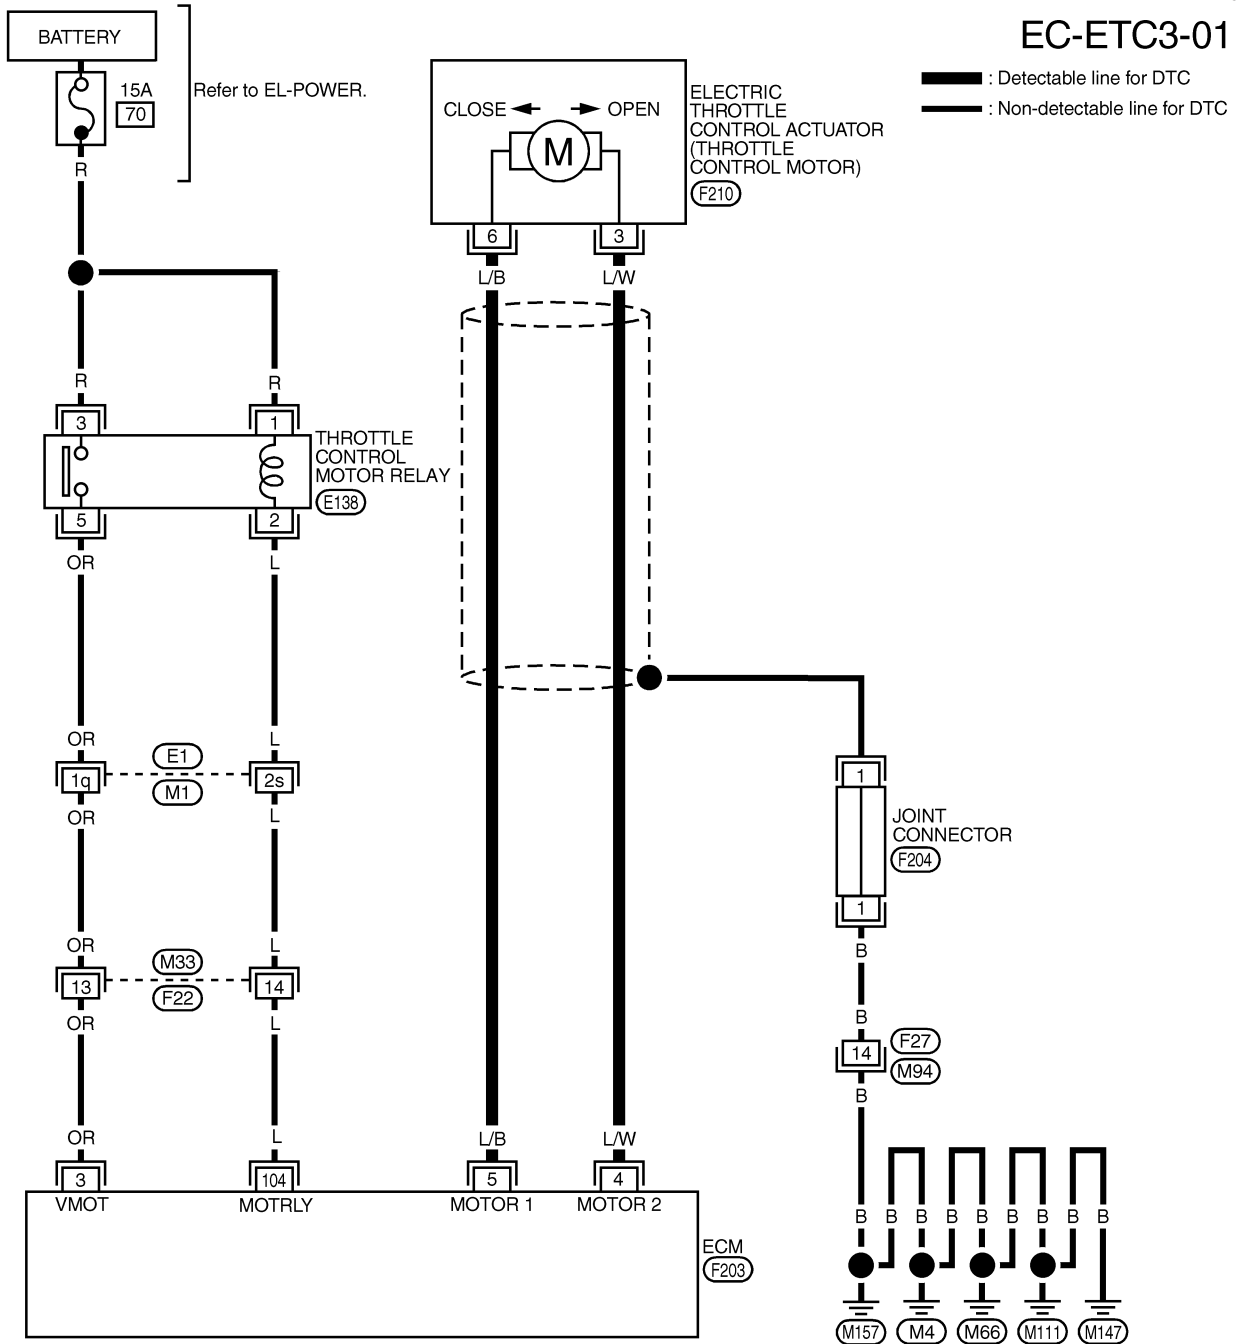 EC-ETC3-01
: Detectable line for DTC
: Non-detectable line for DTC
BATTERY
15A
70
Refer to EL-POWER.
R
CLOSE
OPEN
M
ELECTRIC
THROTTLE
CONTROL ACTUATOR
(THROTTLE
CONTROL MOTOR)
F210
6
3
L/B
L/W
R
R
3
1
THROTTLE
CONTROL
MOTOR RELAY
E138
5
2
OR
L
OR
L
1q
E1
M1
2s
OR
L
JOINT
CONNECTOR
F204
1
1
B
OR
L
13
M33
F22
14
OR
L
B
14
F27
M94
B
OR
L
L/B
L/W
3
104
5
4
VMOT
MOTRLY
MOTOR 1
MOTOR 2
ECM
F203
B
B
B
B
B
B
B
B
B
M157
M4
M66
M111
M147